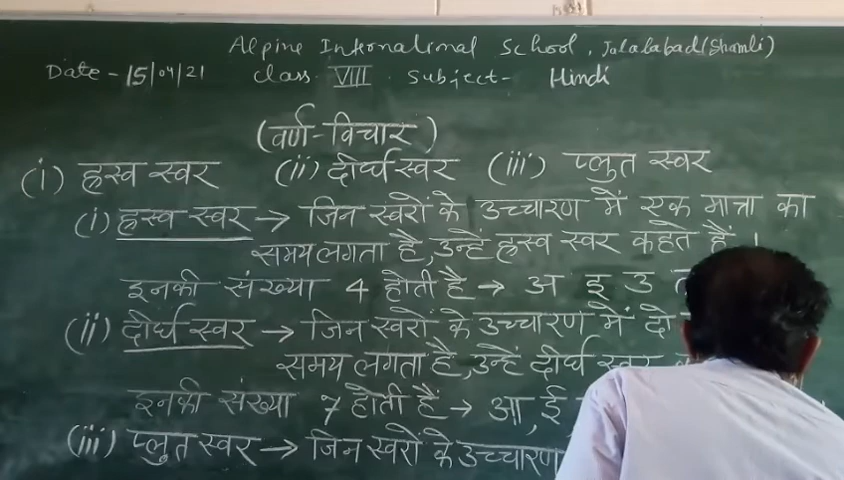 Alpine International School, Jalalabad (Shamli)
Date - 15/04/21 Class VIII Subject - Hindi
(वर्ण-विचार)
(i) ह्रस्व स्वर (ii) दीर्घ स्वर (iii) प्लुत स्वर
(i) ह्रस्व स्वर → जिन स्वरों के उच्चारण में एक मात्रा का
समय लगता है, उन्हें ह्रस्व स्वर कहते हैं ।
इनकी संख्या 4 होती है → अ इ उ
(ii) दीर्घ स्वर → जिन स्वरों के उच्चारण में दो
समय लगता है, उन्हें दीर्घ स्वर
इनकी संख्या 7 होती है → आ, ई
(iii) प्लुत स्वर → जिन स्वरों के उच्चारण